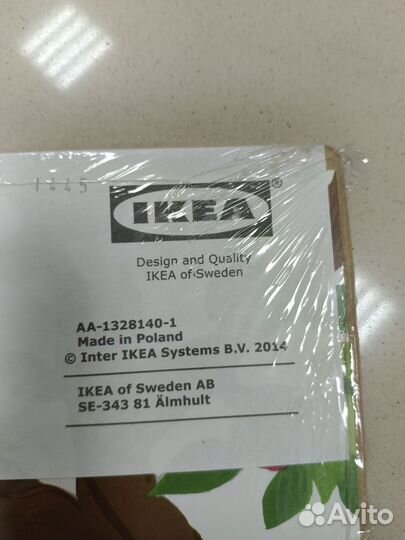 1445
IKEA®
Design and Quality
IKEA of Sweden
AA-1328140-1
Made in Poland
© Inter IKEA Systems B.V. 2014
IKEA of Sweden AB
SE-343 81 Älmhult
Avito